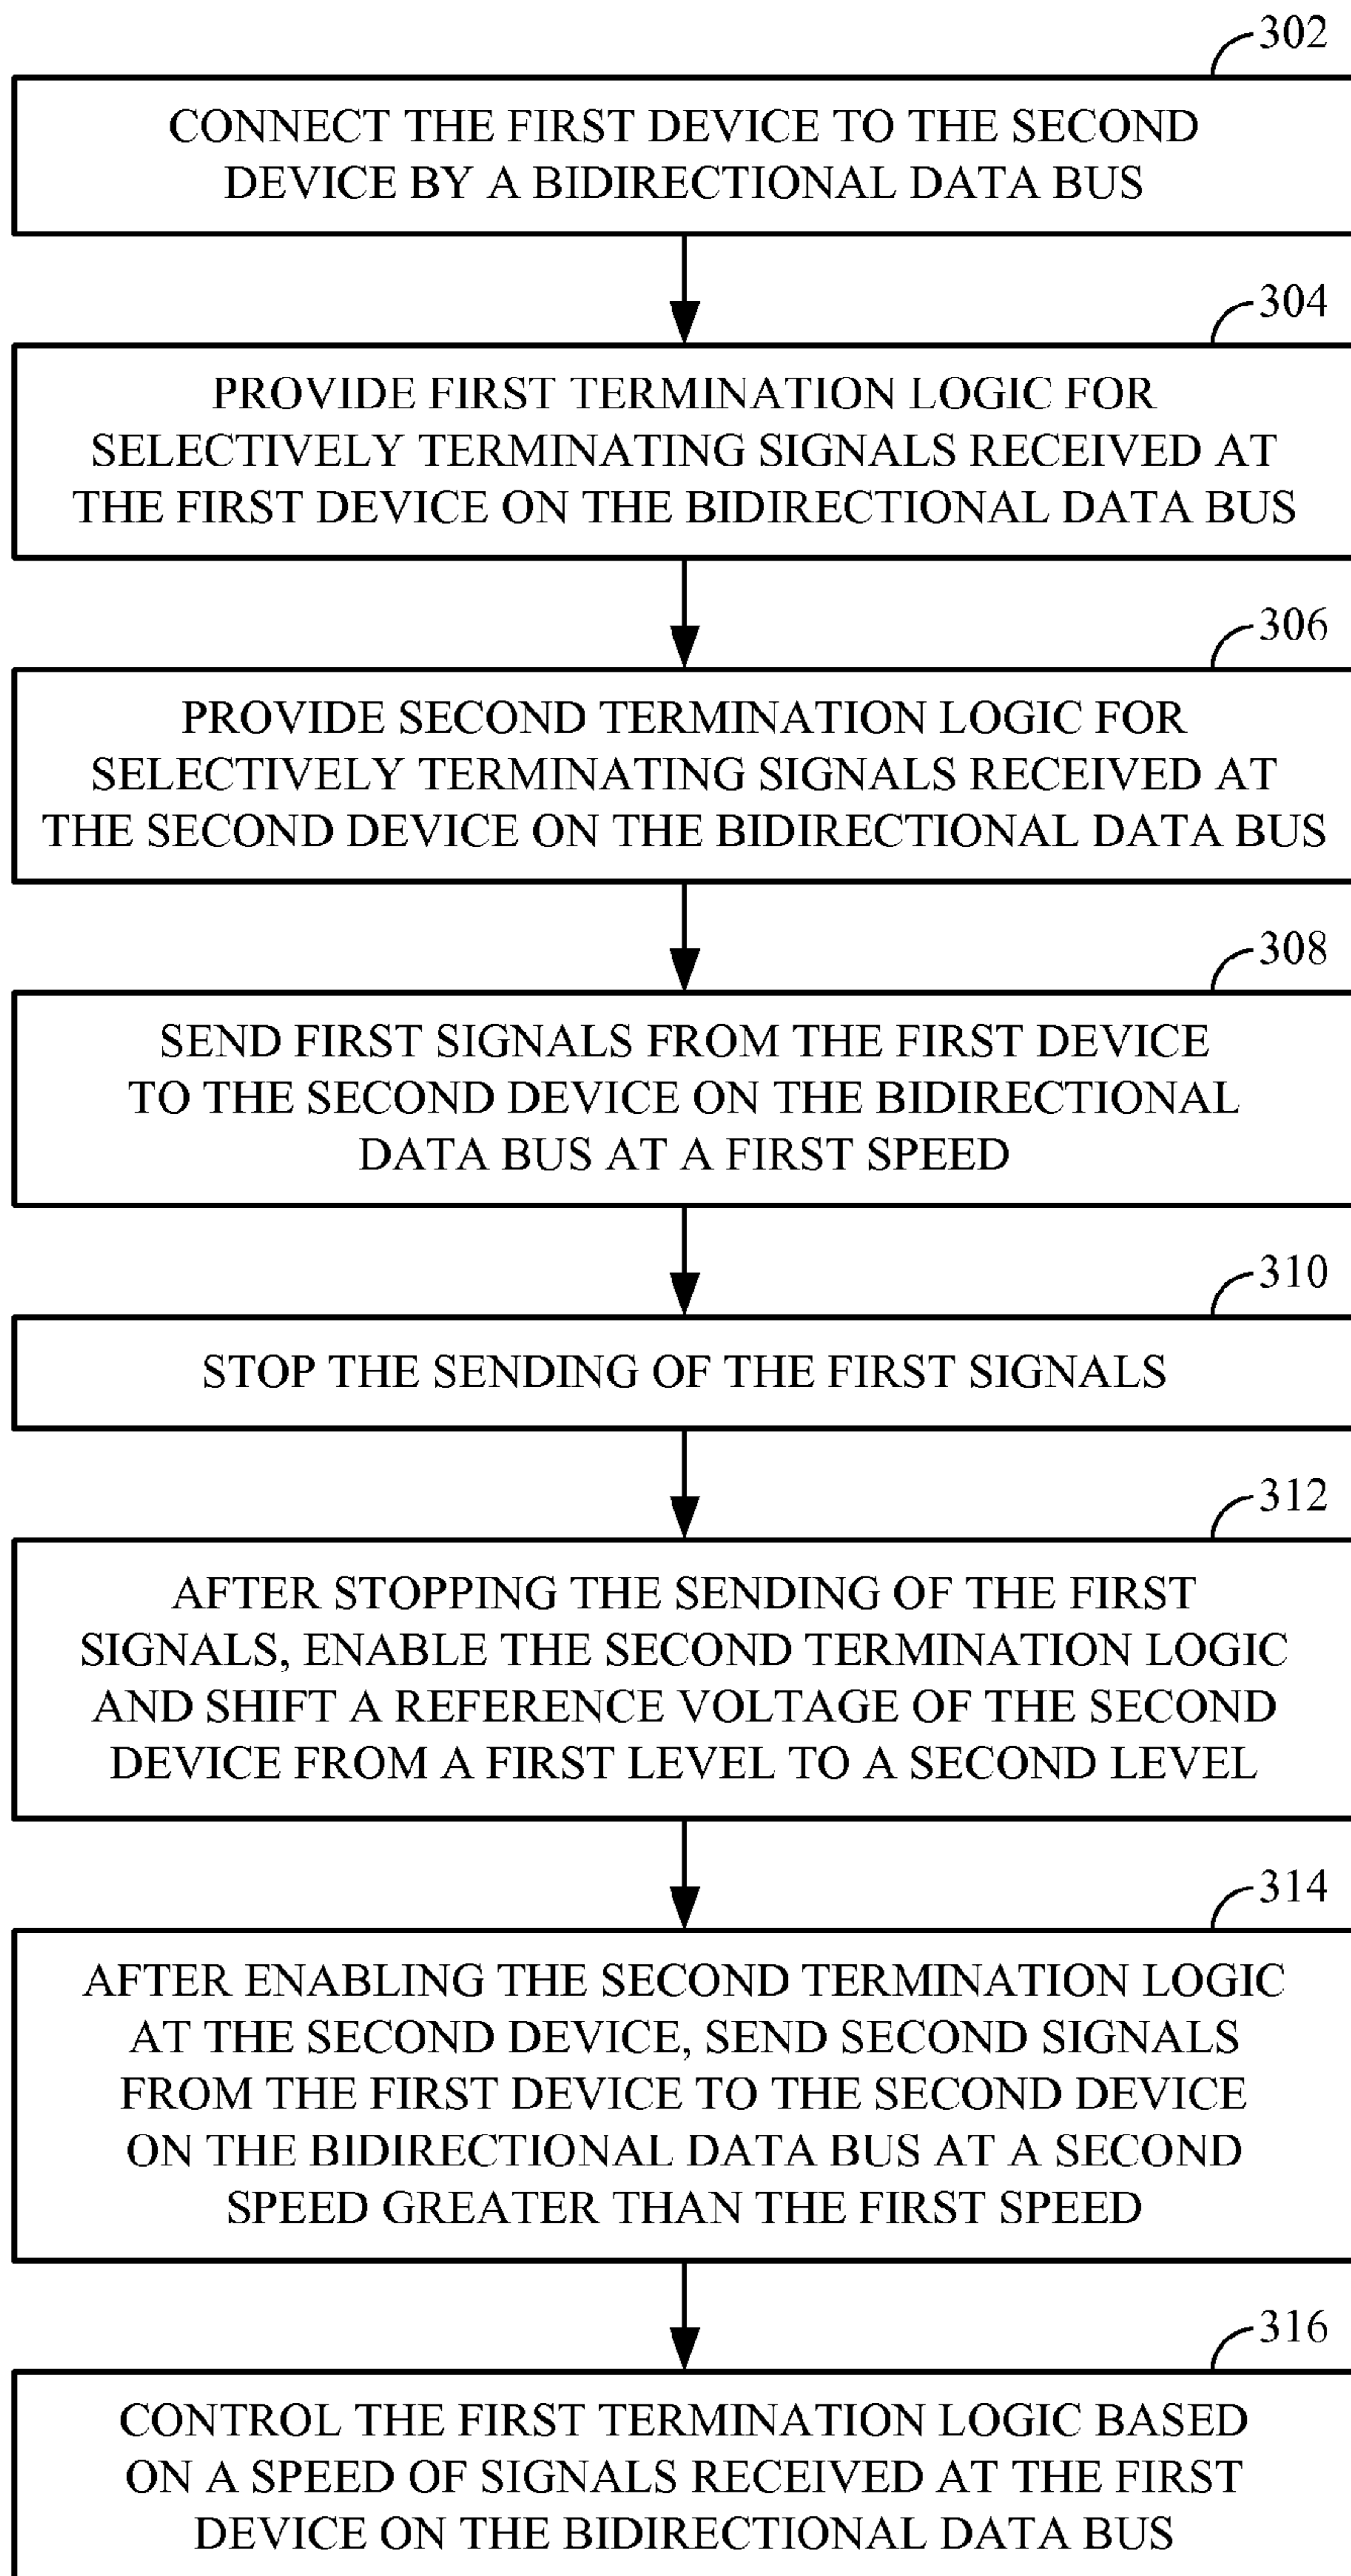 302
CONNECT THE FIRST DEVICE TO THE SECOND
DEVICE BY A BIDIRECTIONAL DATA BUS
304
PROVIDE FIRST TERMINATION LOGIC FOR
SELECTIVELY TERMINATING SIGNALS RECEIVED AT
THE FIRST DEVICE ON THE BIDIRECTIONAL DATA BUS
306
PROVIDE SECOND TERMINATION LOGIC FOR
SELECTIVELY TERMINATING SIGNALS RECEIVED AT
THE SECOND DEVICE ON THE BIDIRECTIONAL DATA BUS
308
SEND FIRST SIGNALS FROM THE FIRST DEVICE
TO THE SECOND DEVICE ON THE BIDIRECTIONAL
DATA BUS AT A FIRST SPEED
310
STOP THE SENDING OF THE FIRST SIGNALS
312
AFTER STOPPING THE SENDING OF THE FIRST
SIGNALS, ENABLE THE SECOND TERMINATION LOGIC
AND SHIFT A REFERENCE VOLTAGE OF THE SECOND
DEVICE FROM A FIRST LEVEL TO A SECOND LEVEL
314
AFTER ENABLING THE SECOND TERMINATION LOGIC
AT THE SECOND DEVICE, SEND SECOND SIGNALS
FROM THE FIRST DEVICE TO THE SECOND DEVICE
ON THE BIDIRECTIONAL DATA BUS AT A SECOND
SPEED GREATER THAN THE FIRST SPEED
316
CONTROL THE FIRST TERMINATION LOGIC BASED
ON A SPEED OF SIGNALS RECEIVED AT THE FIRST
DEVICE ON THE BIDIRECTIONAL DATA BUS